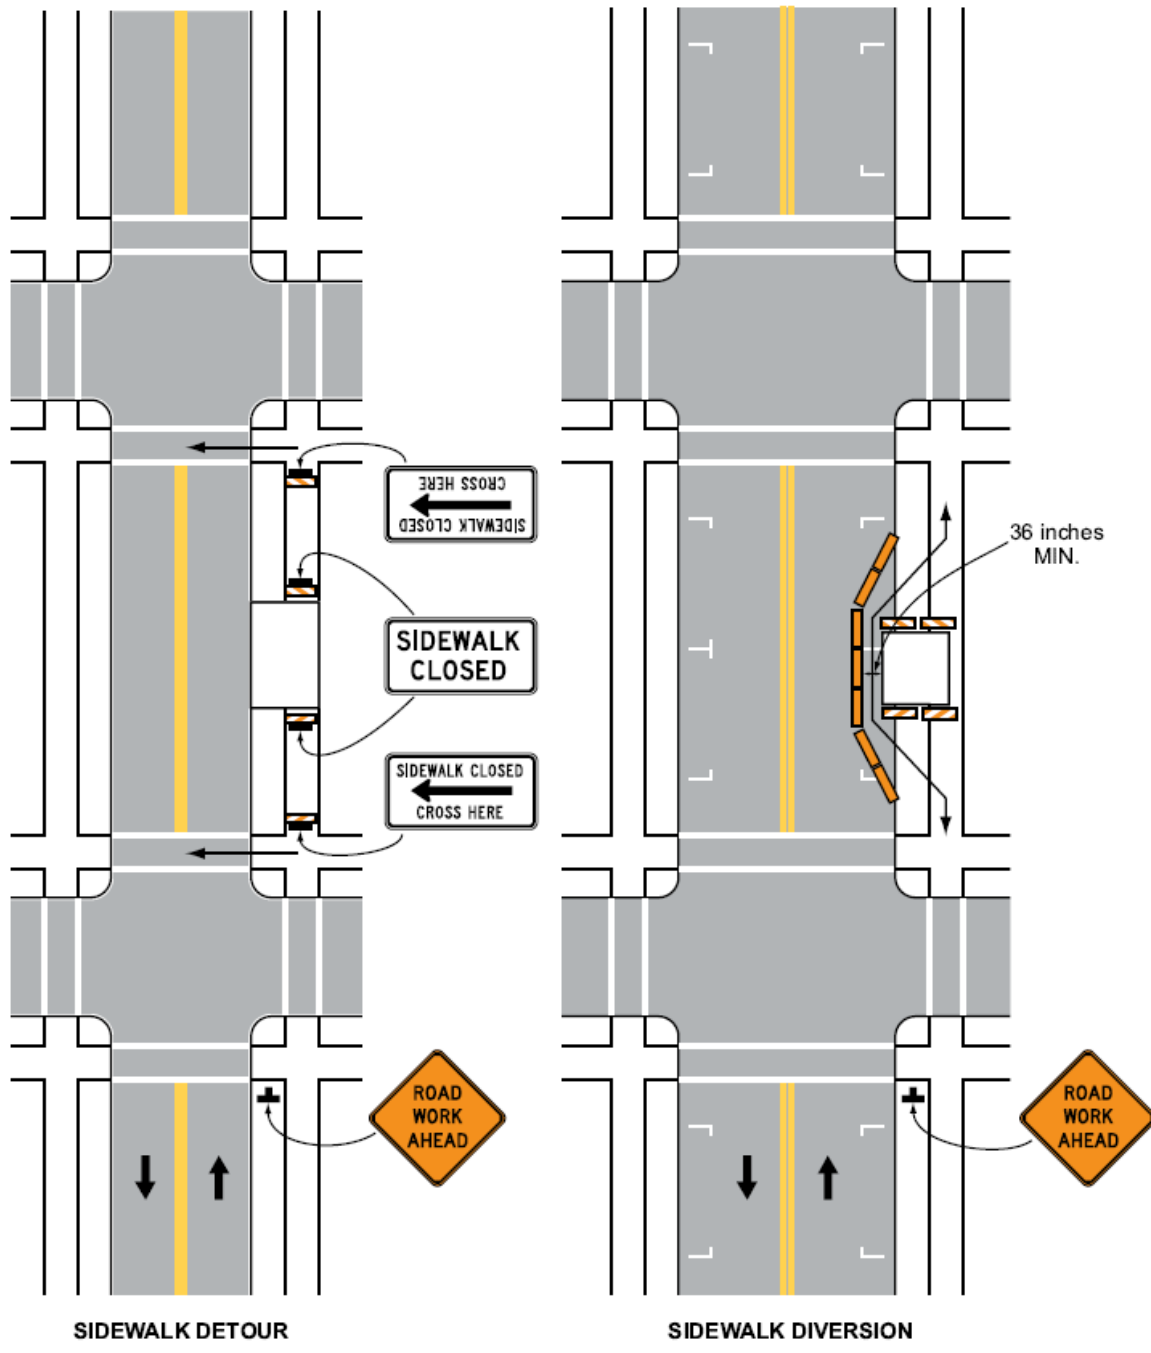 CROSS HERE
SIDEWALK CLOSED
36 inches
MIN.
SIDEWALK
CLOSED
SIDEWALK CLOSED
CROSS HERE
ROAD
WORK
AHEAD
ROAD
WORK
AHEAD
SIDEWALK DETOUR
SIDEWALK DIVERSION